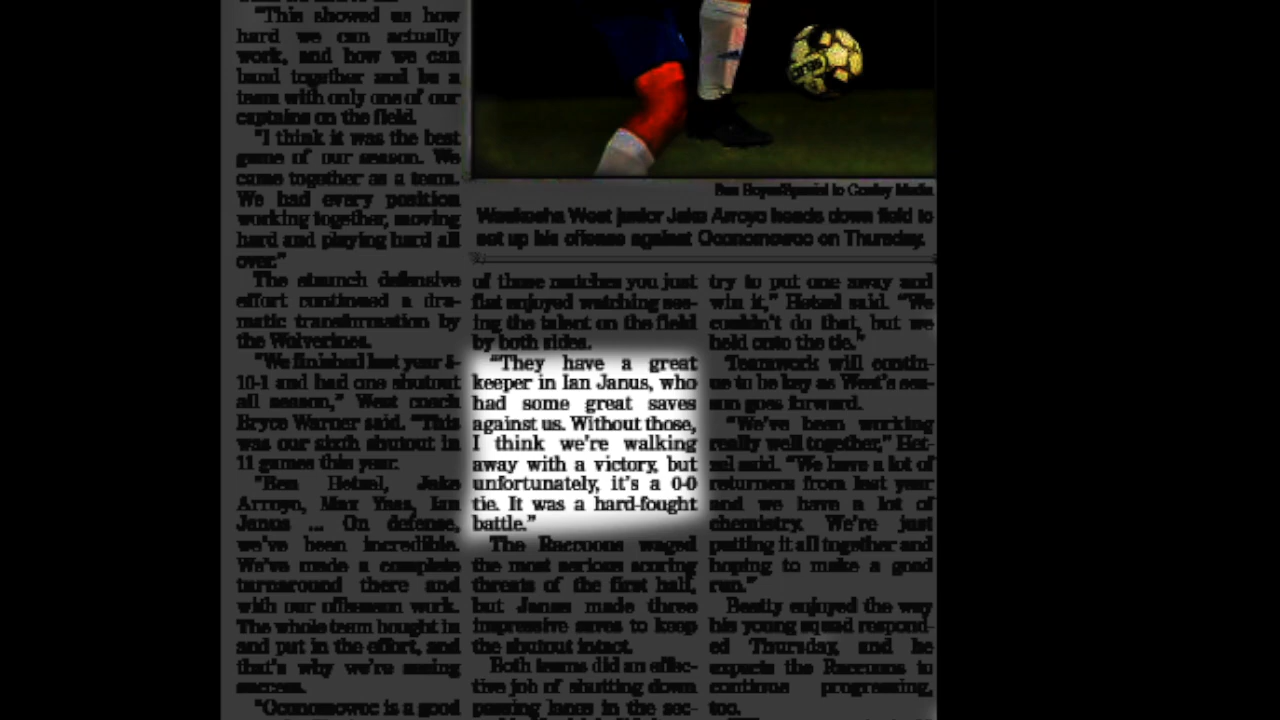 "This showed us how
hard we can actually
work, and how we can
band together and be a
team with only one of our
captains on the field.
"I think it was the best
game of our season. We
came together as a team.
We had every position
working together, moving
hard and playing hard all
over."
The staunch defensive
effort continued a dra-
matic transformation by
the Wolverines.
"We finished last year 5-
10-1 and had one shutout
all season," West coach
Bryce Warner said. "This
was our sixth shutout in
11 games this year.
"Ben Hetzel, Jake
Arroyo, Max Yass, Ian
Janus ... On defense,
we've been incredible.
We've made a complete
turnaround there and
with our offseason work.
The whole team bought in
and put in the effort, and
that's why we're seeing
success.
"Oconomowoc is a good
Special to Conley Media
Waukesha West junior Jake Arroyo heads down field to
set up his offense against Oconomowoc on Thursday.
of those matches you just
flat enjoyed watching see-
ing the talent on the field
by both sides.
"They have a great
keeper in Ian Janus, who
had some great saves
against us. Without those,
I think we're walking
away with a victory, but
unfortunately, it's a 0-0
tie. It was a hard-fought
battle."
The Raccoons waged
the most serious scoring
threats of the first half,
but Janus made three
impressive saves to keep
the shutout intact.
Both teams did an effec-
tive job of shutting down
passing lanes in the sec-
try to put one away and
win it," Hetzel said. "We
couldn't do that, but we
held onto the tie."
Teamwork will contin-
ue to be key as West's sea-
son goes forward.
"We've been working
really well together," Het-
zel said. "We have a lot of
returners from last year
and we have a lot of
chemistry. We're just
putting it all together and
hoping to make a good
run."
Beatty enjoyed the way
his young squad respond-
ed Thursday, and he
expects the Raccoons to
continue progressing,
too.